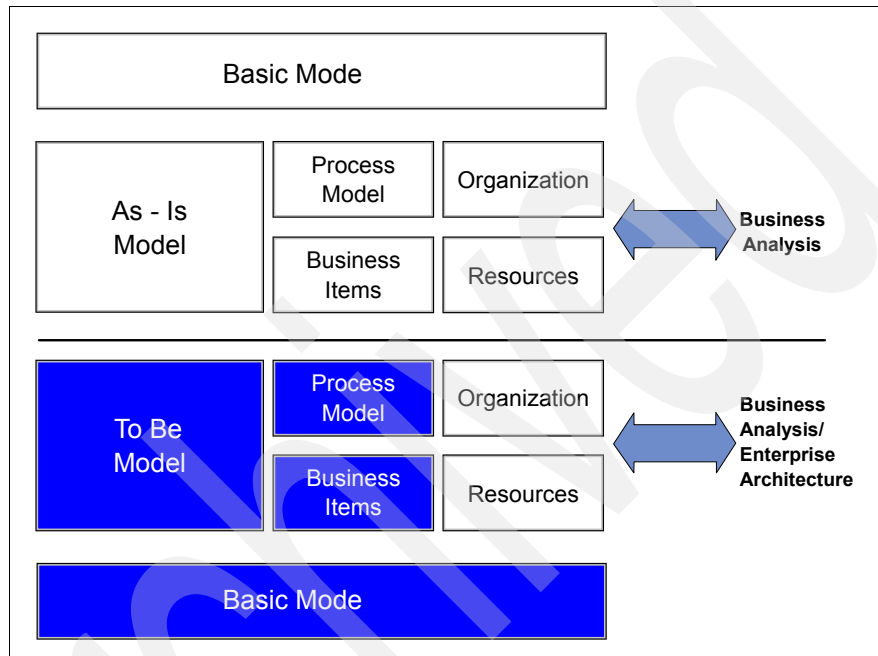 Basic Mode
As - Is
Model
Process
Model
Organization
Business
Items
Resources
Business
Analysis
To Be
Model
Process
Model
Organization
Business
Items
Resources
Business
Analysis/
Enterprise
Architecture
Basic Mode